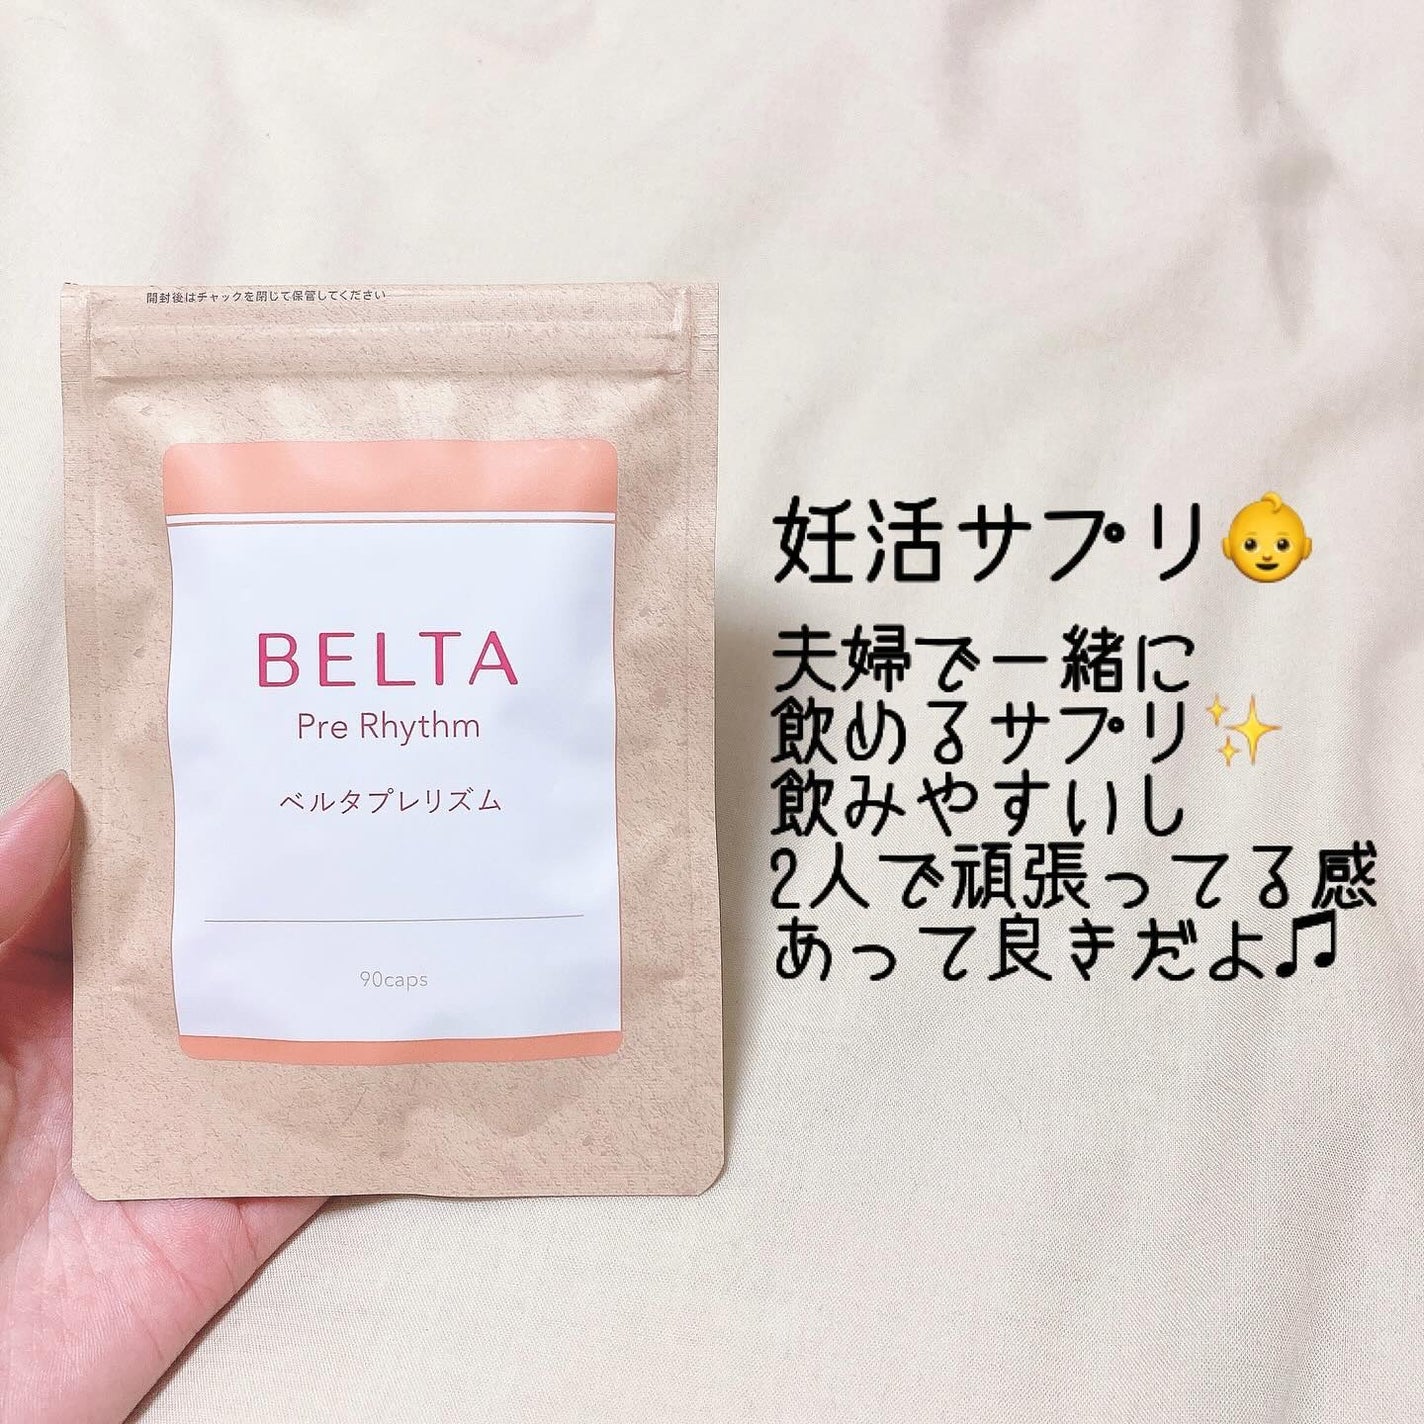 開封後はチャックを閉じて保管してください
BELTA
Pre Rhythm
ベルタプレリズム
90caps
妊活サプリ👶
夫婦で一緒に
飲めるサプリ✨
飲みやすいし
2人で頑張ってる感
あって良きだよ♫